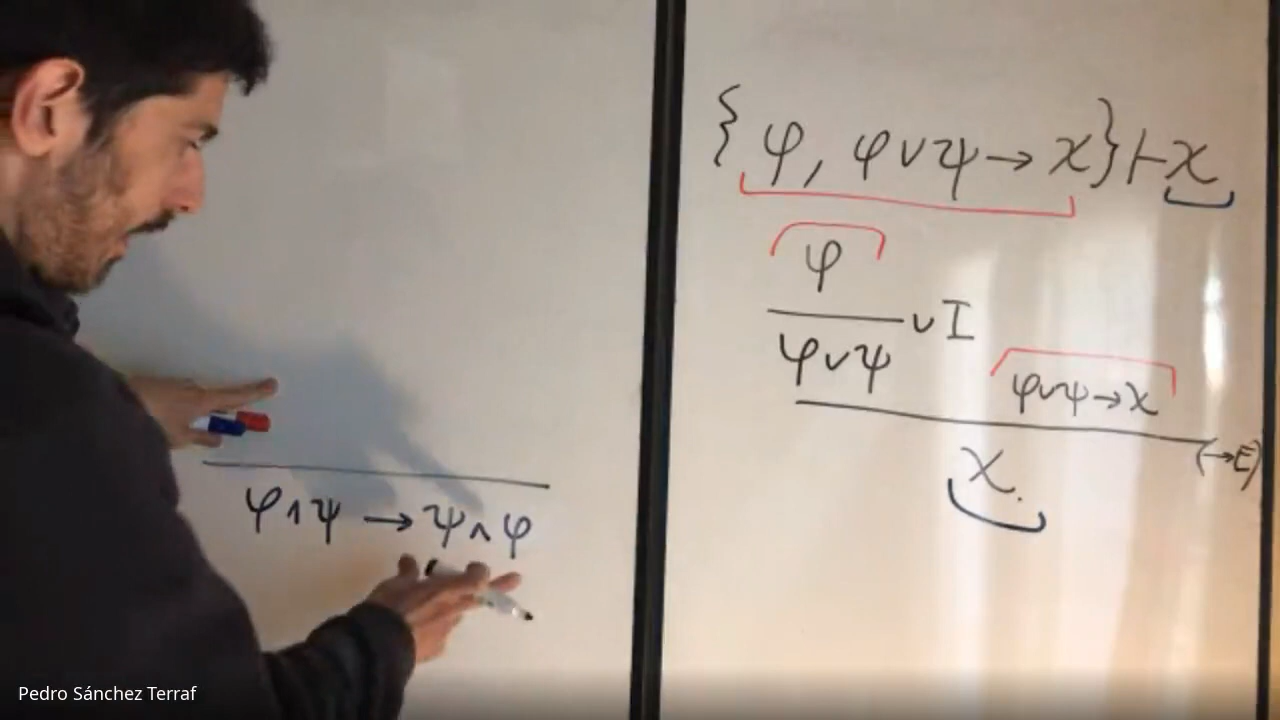 {φ, φ∨ψ→χ}⊢χ
φ
∨I
φ∨ψ
φ∨ψ→χ
(→E)
χ.
φ∧ψ → ψ∧φ
Pedro Sánchez Terraf